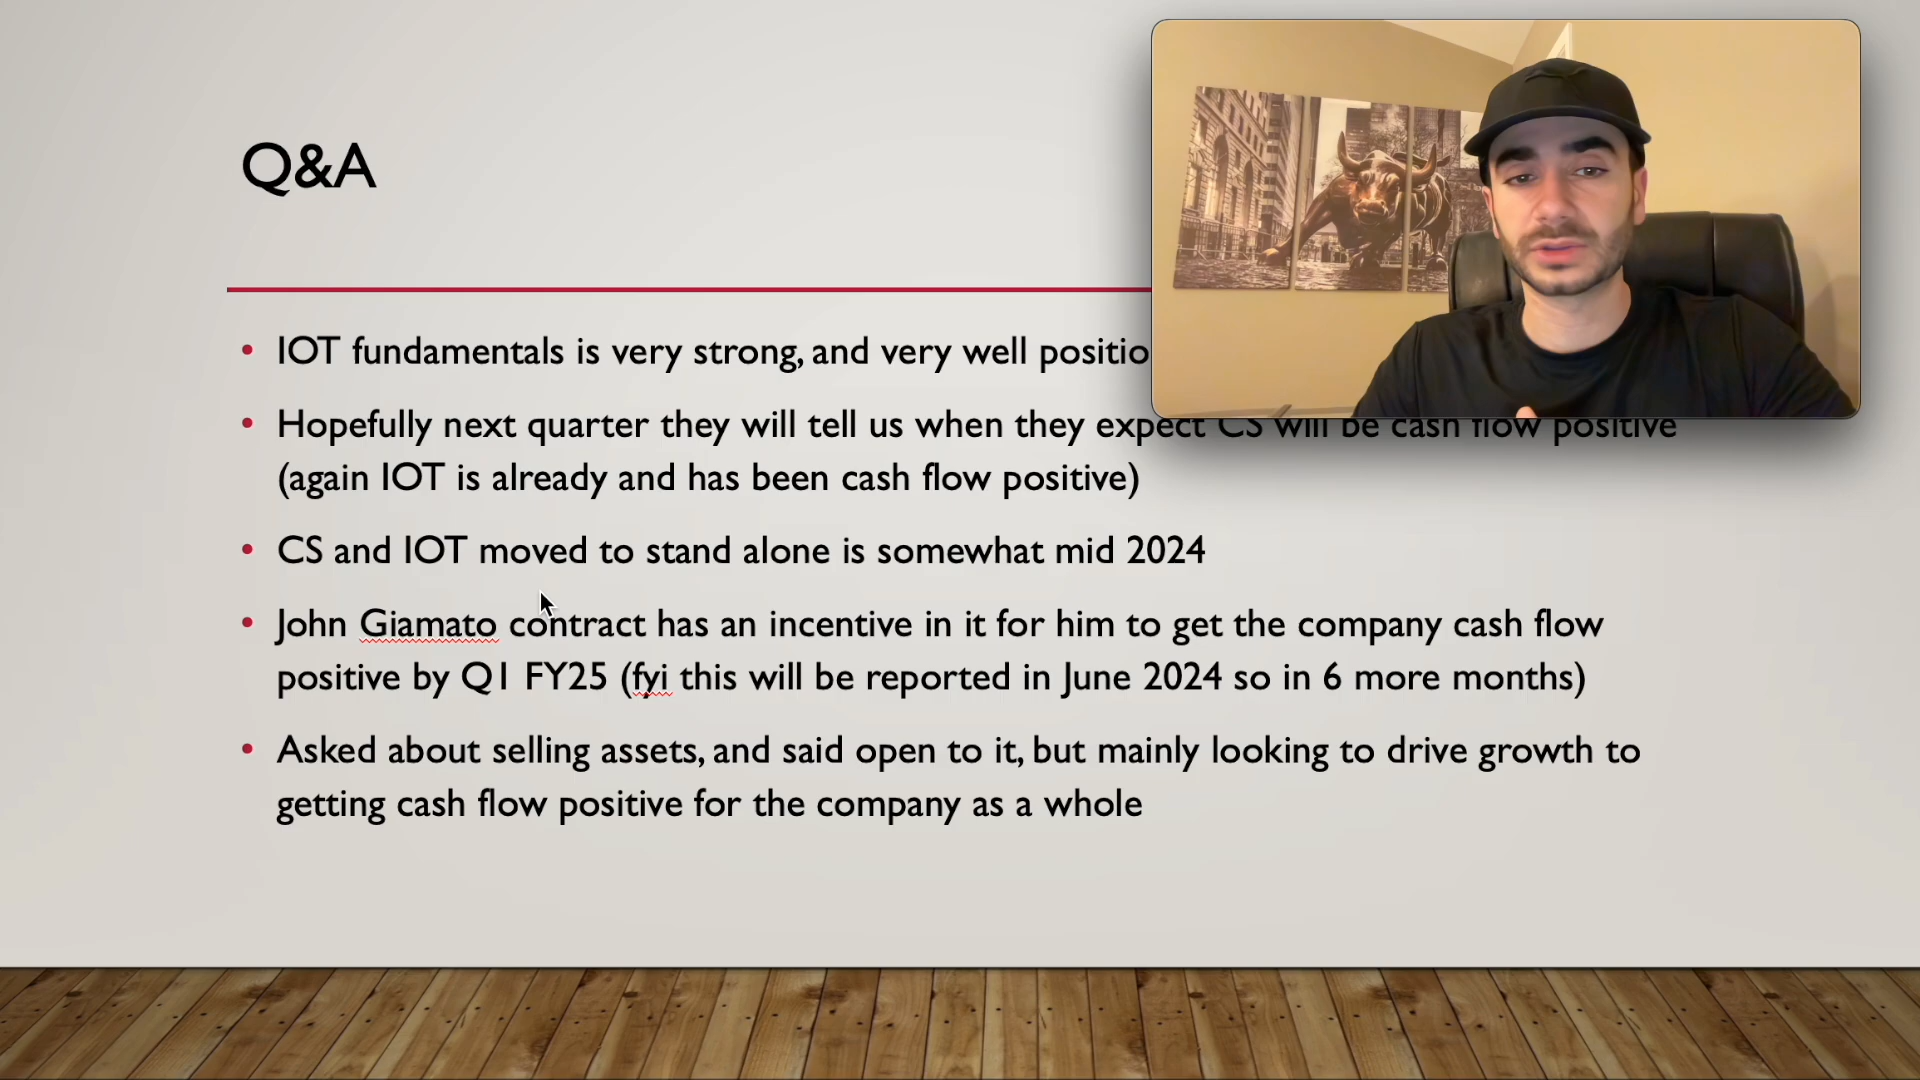 Q&A
IOT fundamentals is very strong, and very well
Hopefully next quarter they will tell us when they expect CS will be cash flow positive
(again IOT is already and has been cash flow positive)
CS and IOT moved to stand alone is somewhat mid 2024
John Giamato contract has an incentive in it for him to get the company cash flow
positive by Q1 FY25 (fyi this will be reported in June 2024 so in 6 more months)
Asked about selling assets, and said open to it, but mainly looking to drive growth to
getting cash flow positive for the company as a whole